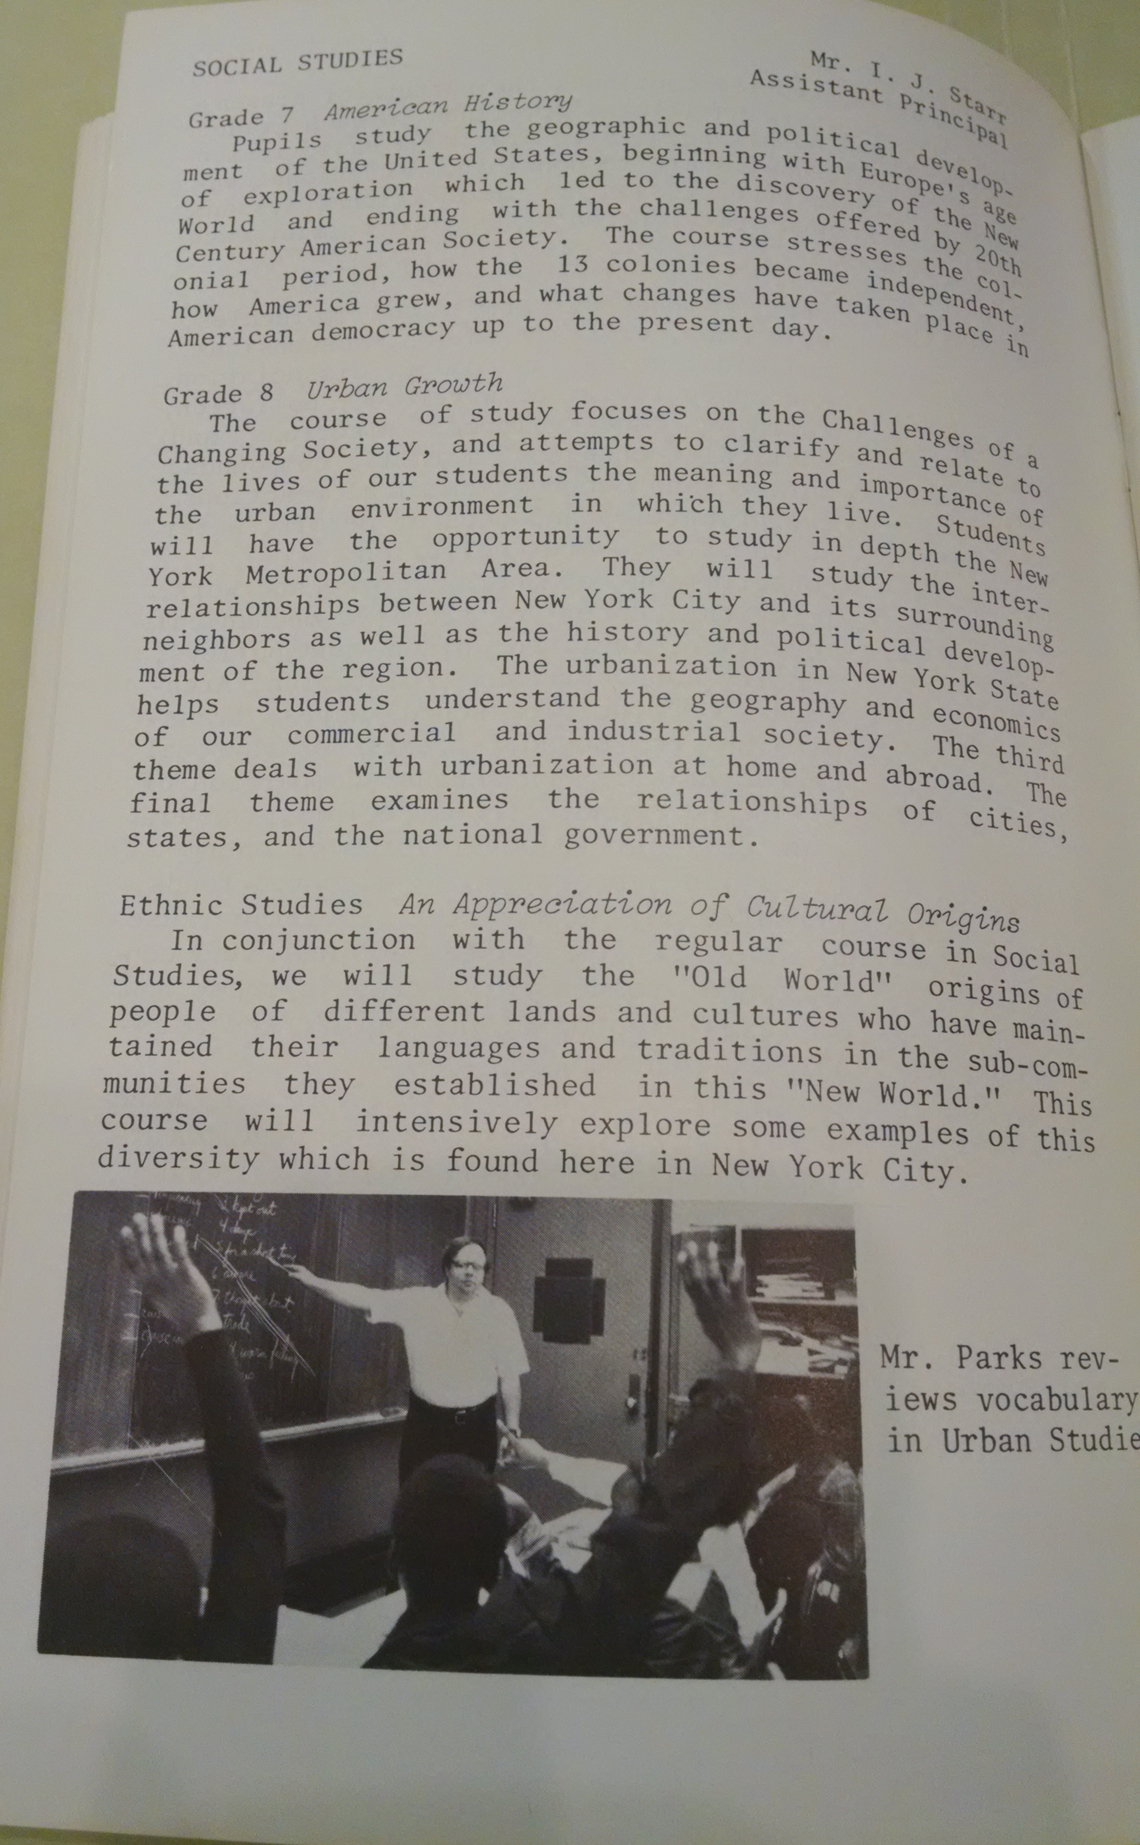 SOCIAL STUDIES
Mr. I. J. Starr
Assistant Principal
Grade 7 American History
Pupils study the geographic and political develop-
ment of the United States, beginning with Europe's age
of exploration which led to the discovery of the New
World and ending with the challenges offered by 20th
Century American Society. The course stresses the col-
onial period, how the 13 colonies became independent,
how America grew, and what changes have taken place in
American democracy up to the present day.
Grade 8 Urban Growth
The course of study focuses on the Challenges of a
Changing Society, and attempts to clarify and relate to
the lives of our students the meaning and importance of
the urban environment in which they live. Students
will have the opportunity to study in depth the New
York Metropolitan Area. They will study the inter-
relationships between New York City and its surrounding
neighbors as well as the history and political develop-
ment of the region. The urbanization in New York State
helps students understand the geography and economics
of our commercial and industrial society. The third
theme deals with urbanization at home and abroad. The
final theme examines the relationships of cities,
states, and the national government.
Ethnic Studies An Appreciation of Cultural Origins
In conjunction with the regular course in Social
Studies, we will study the "Old World" origins of
people of different lands and cultures who have main-
tained their languages and traditions in the sub-com-
munities they established in this "New World." This
course will intensively explore some examples of this
diversity which is found here in New York City.
2 kept out
4 days
for a short time
7 thought about
trade
Mr. Parks rev-
iews vocabulary
in Urban Studie